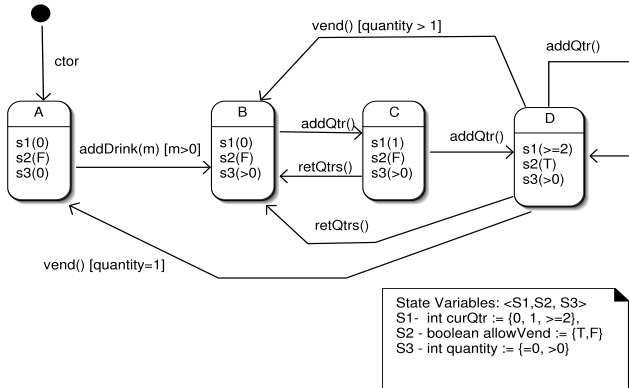 vend() [quantity > 1]
addQtr()
ctor
A
B
C
D
s1(0)
s2(F)
s3(0)
addDrink(m) [m>0]
s1(0)
s2(F)
s3(>0)
addQtr()
retQtrs()
s1(1)
s2(F)
s3(>0)
addQtr()
s1(>=2)
s2(T)
s3(>0)
retQtrs()
vend() [quantity=1]
State Variables: <S1,S2, S3>
S1- int curQtr := {0, 1, >=2},
S2 - boolean allowVend := {T,F}
S3 - int quantity := {=0, >0}